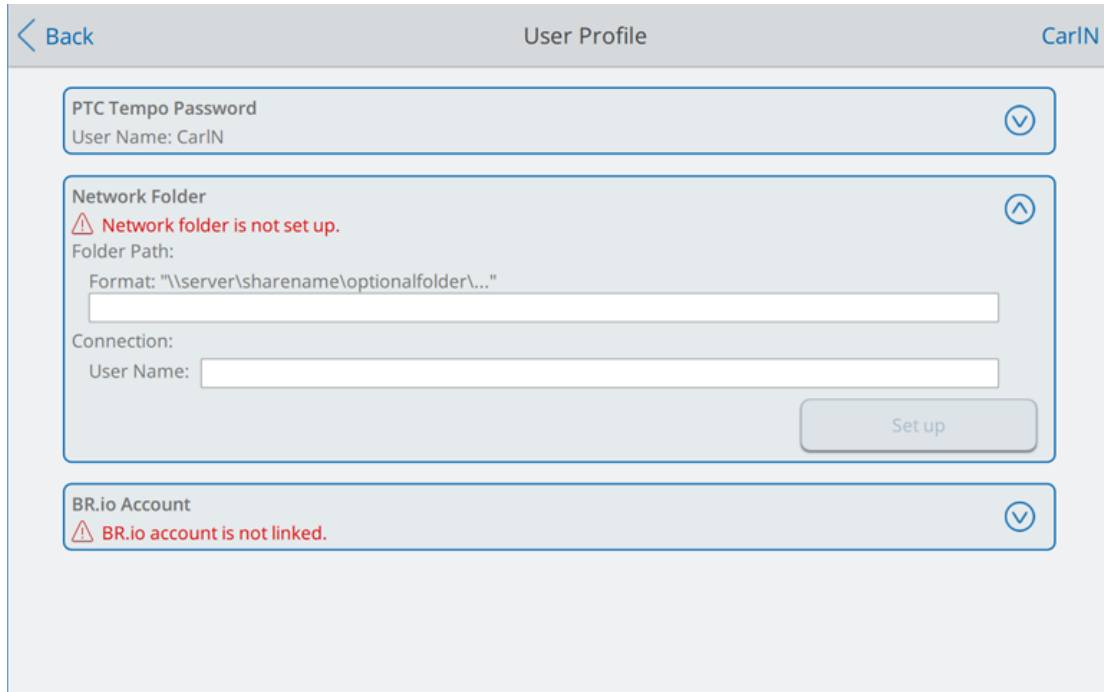 Back
User Profile
CarlN
PTC Tempo Password
User Name: CarlN
Network Folder
Network folder is not set up.
Folder Path:
Format: "\\server\sharename\optionalfolder\..."
Connection:
User Name:
Set up
BR.io Account
BR.io account is not linked.